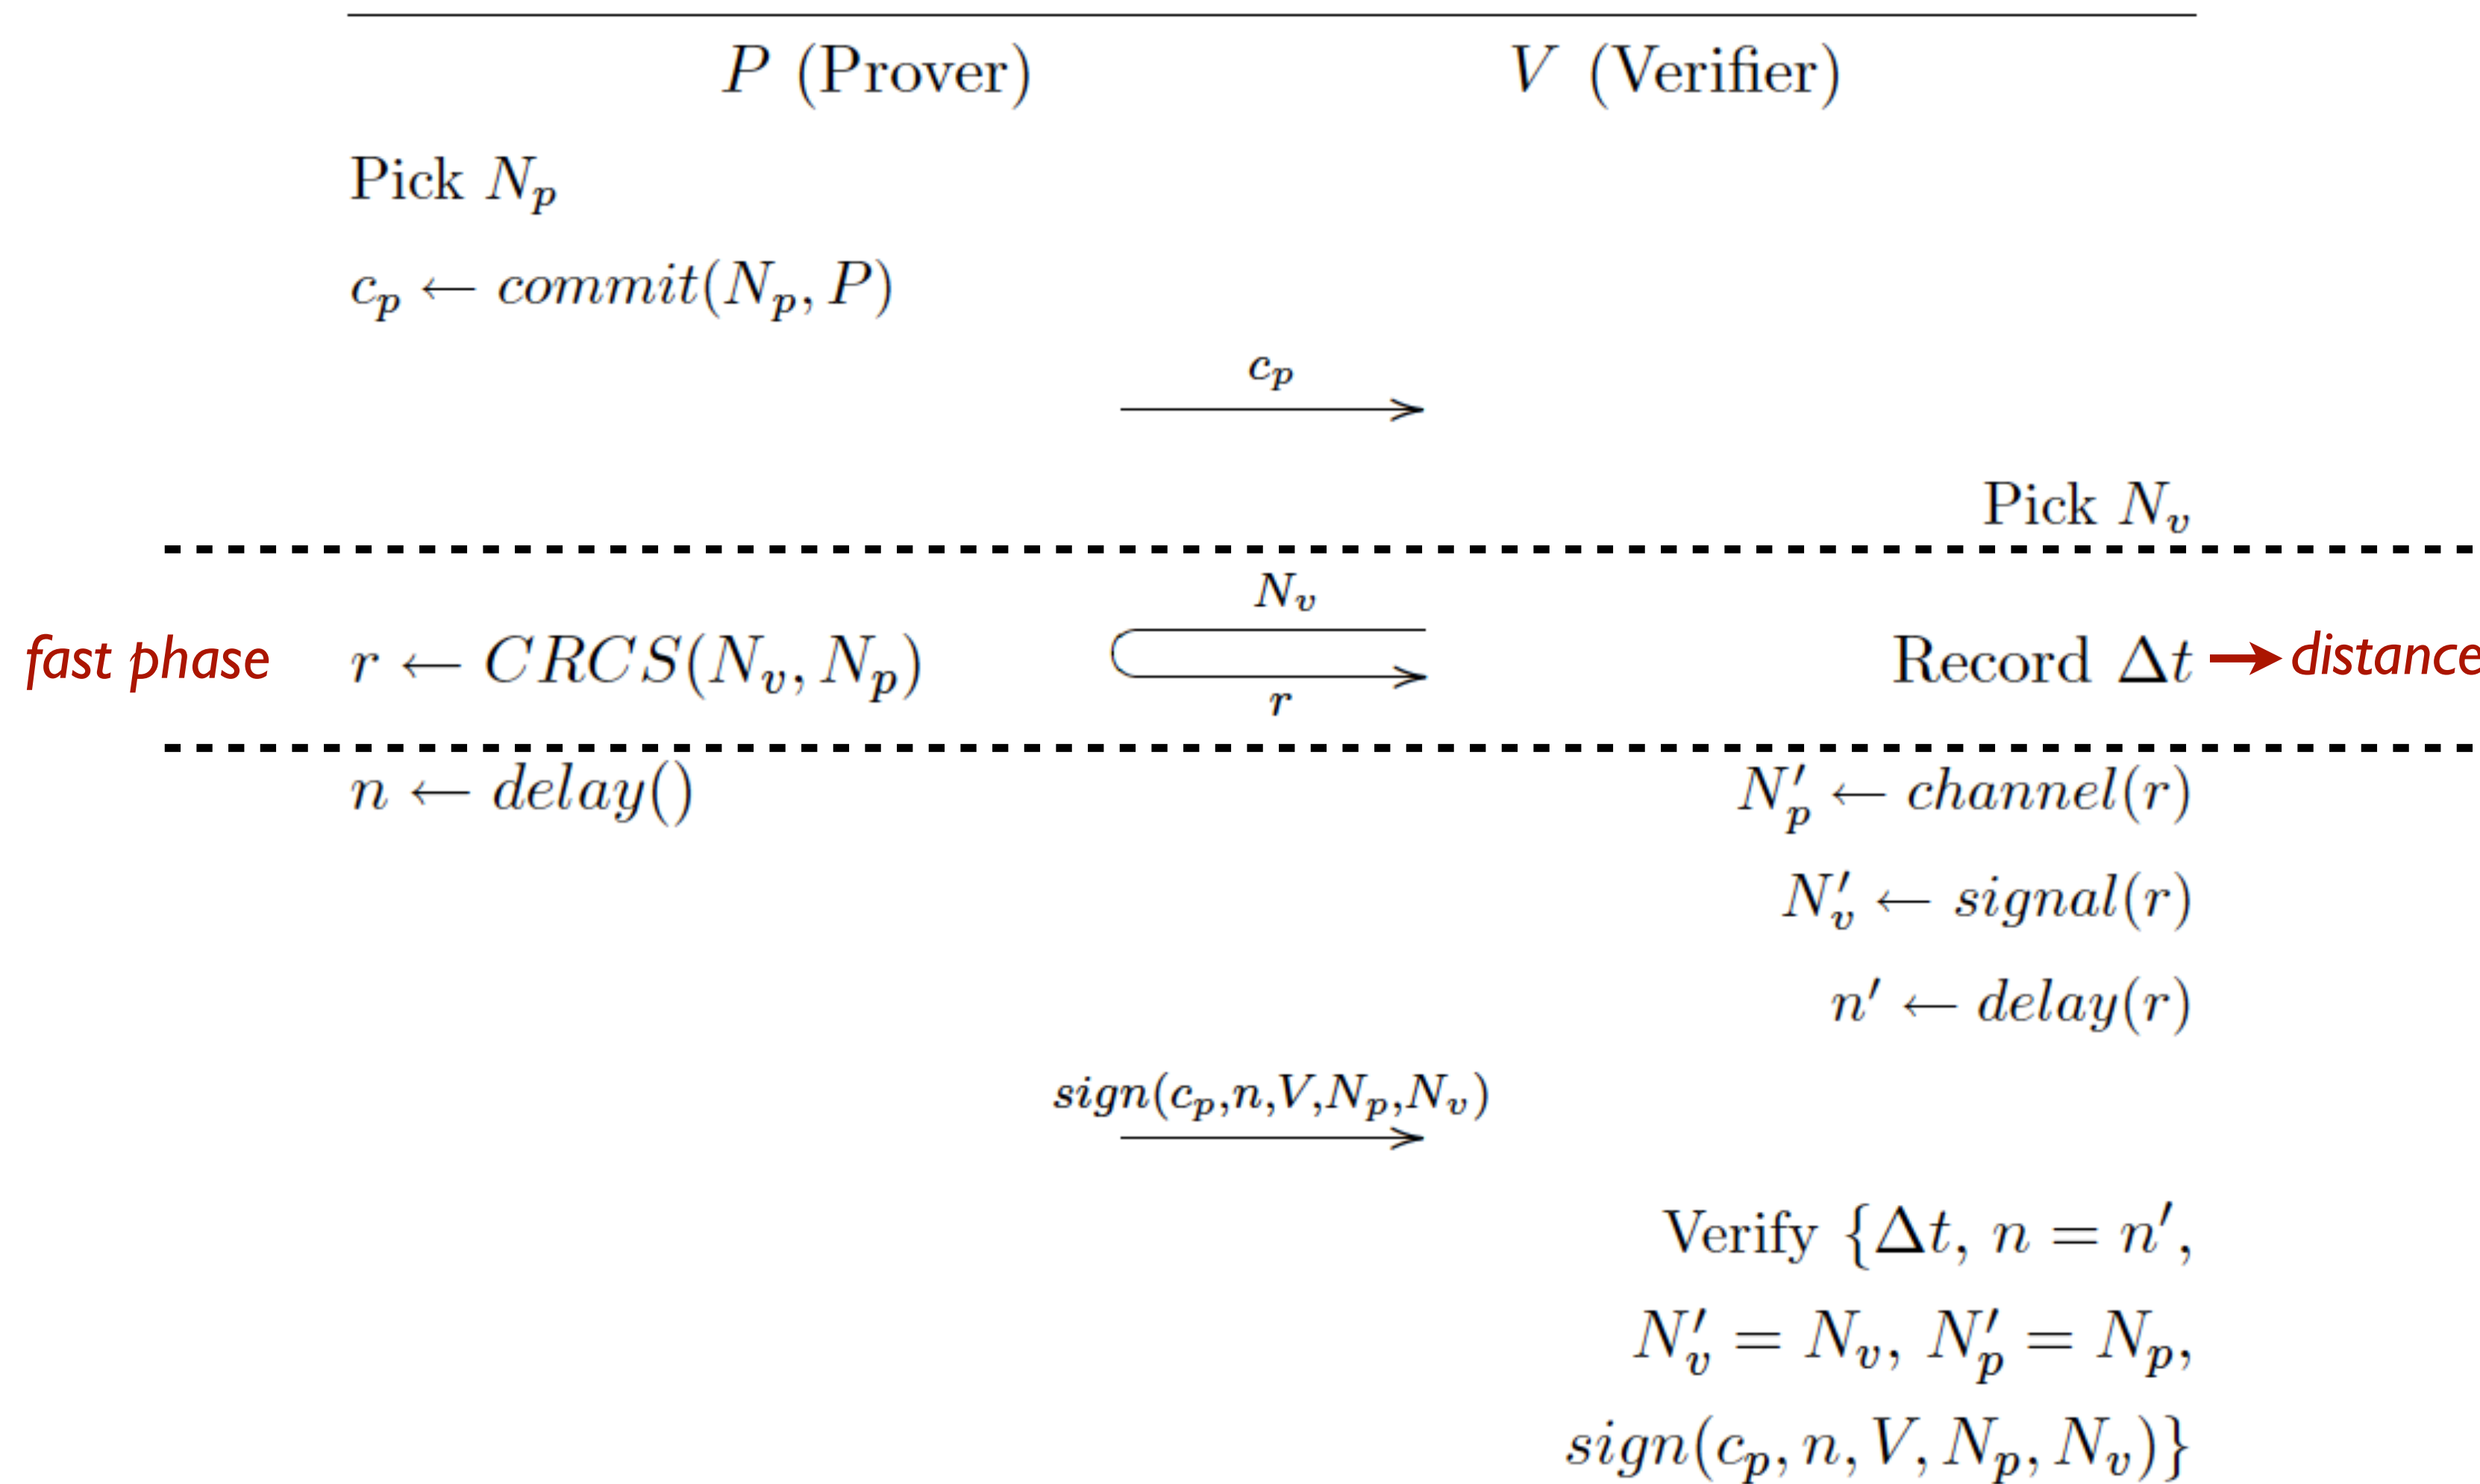 P (Prover) V (Verifier)
Pick N_p
c_p ← commit(N_p, P)
c_p
Pick N_v
N_v
fast phase r ← CRCS(N_v, N_p) Record Δt → distance
r
n ← delay() N′_p ← channel(r)
N′_v ← signal(r)
n′ ← delay(r)
sign(c_p,n,V,N_p,N_v)
Verify {Δt, n = n′,
N′_v = N_v, N′_p = N_p,
sign(c_p, n, V, N_p, N_v)}